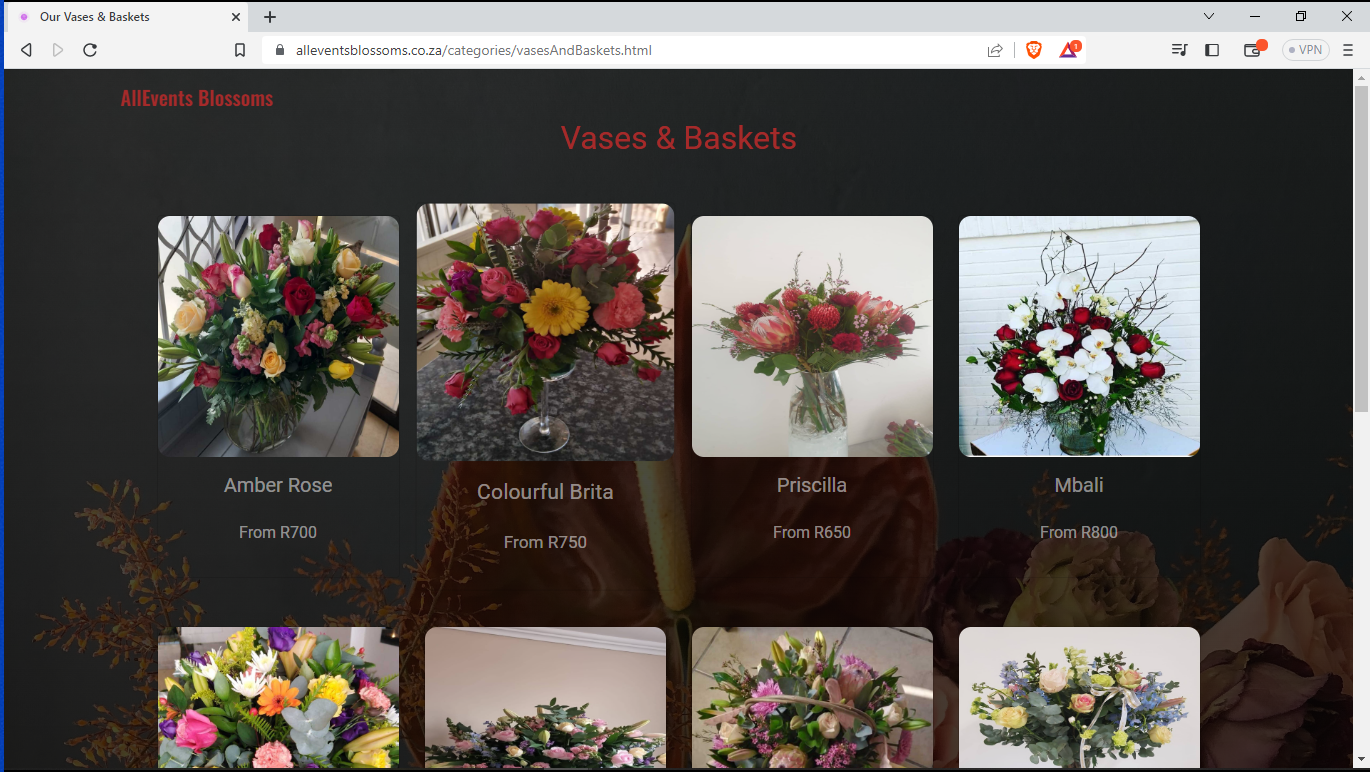 Our Vases & Baskets
alleventsblossoms.co.za/categories/vasesAndBaskets.html
1
VPN
AllEvents Blossoms
Vases & Baskets
Amber Rose
Colourful Brita
Priscilla
Mbali
From R700
From R750
From R650
From R800